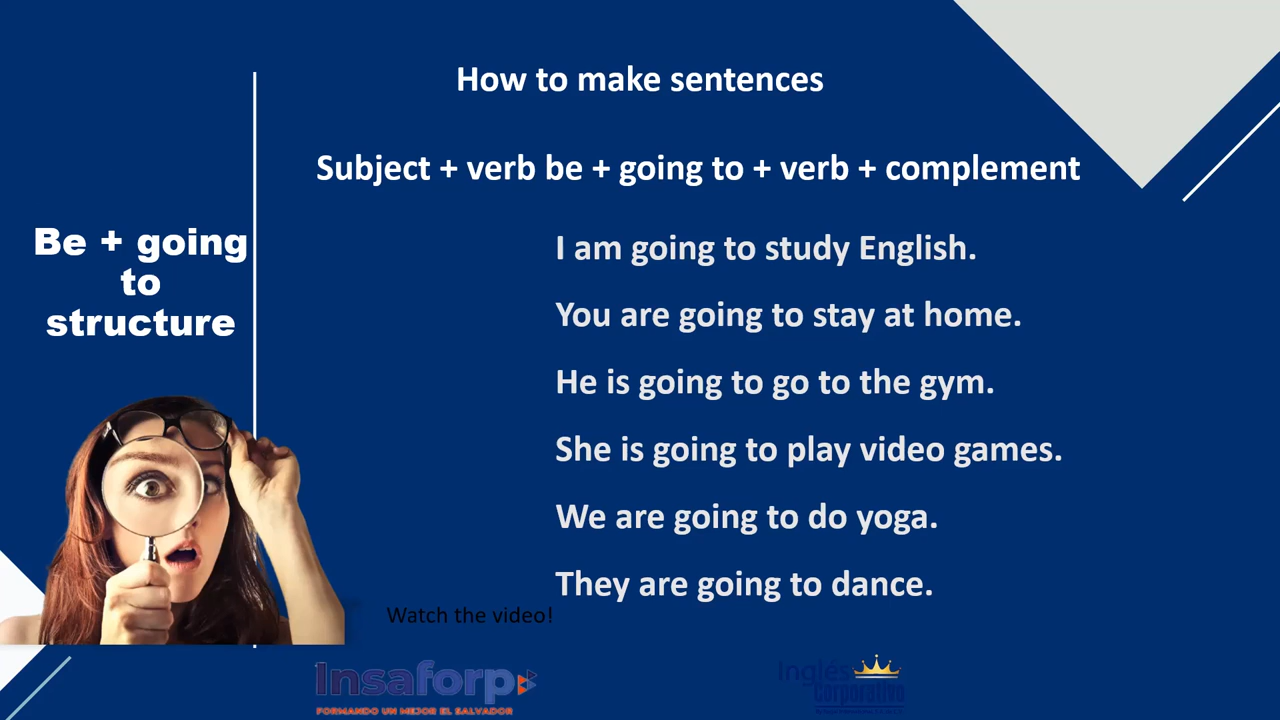 How to make sentences
Subject + verb be + going to + verb + complement
Be + going
to
structure
I am going to study English.
You are going to stay at home.
He is going to go to the gym.
She is going to play video games.
We are going to do yoga.
They are going to dance.
Watch the video!
Insaforp
FORMANDO UN MEJOR EL SALVADOR
Inglés
Corporativo